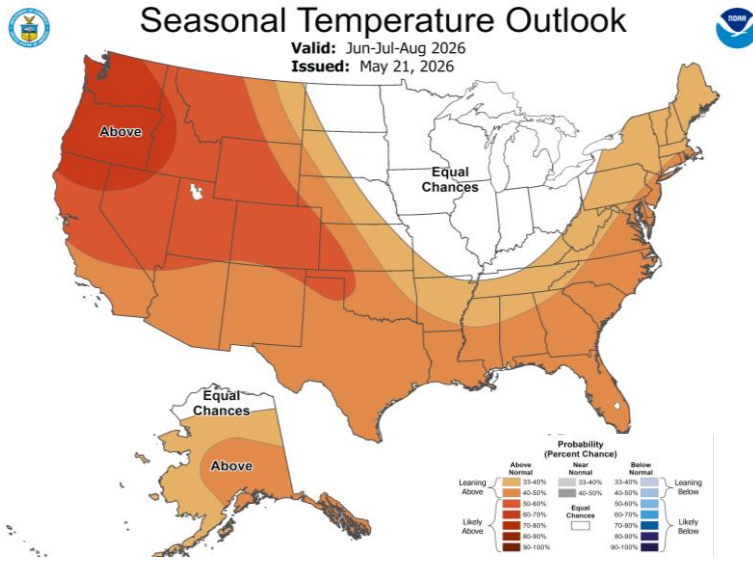 Seasonal Temperature Outlook
Valid: Jun-Jul-Aug 2026
Issued: May 21, 2026
NOAA
Above
Equal
Chances
Equal
Chances
Above
Probability
(Percent Chance)
Above
Normal
Near
Normal
Below
Normal
Leaning
Above
33-40%
33-40%
33-40%
Leaning
Below
40-50%
40-50%
40-50%
Likely
Above
50-60%
Equal
Chances
50-60%
Likely
Below
60-70%
60-70%
70-80%
70-80%
80-90%
80-90%
90-100%
90-100%